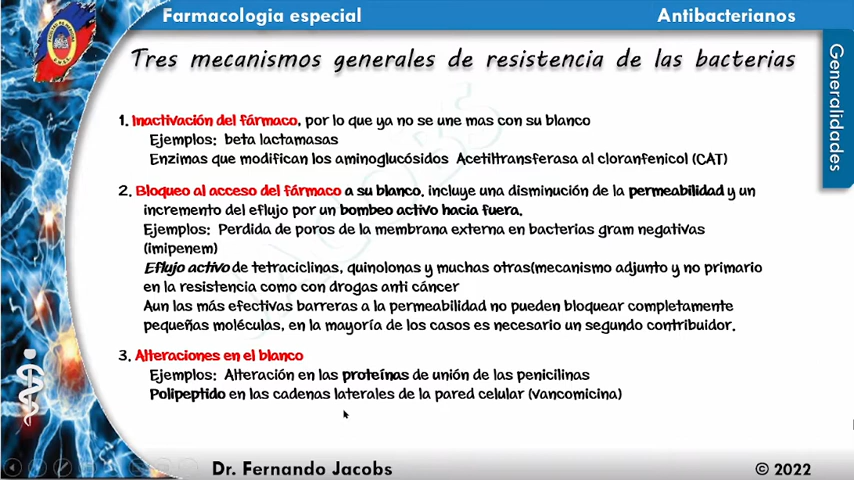 Farmacologia especial
Antibacterianos
Tres mecanismos generales de resistencia de las bacterias
Generalidades
1. Inactivación del fármaco, por lo que ya no se une mas con su blanco
Ejemplos: beta lactamasas
Enzimas que modifican los aminoglucósidos Acetiltransferasa al cloranfenicol (CAT)
2. Bloqueo al acceso del fármaco a su blanco, incluye una disminución de la permeabilidad y un
incremento del eflujo por un bombeo activo hacia fuera.
Ejemplos: Perdida de poros de la membrana externa en bacterias gram negativas
(imipenem)
Eflujo activo de tetraciclinas, quinolonas y muchas otras(mecanismo adjunto y no primario
en la resistencia como con drogas anti cáncer
Aun las más efectivas barreras a la permeabilidad no pueden bloquear completamente
pequeñas moléculas, en la mayoría de los casos es necesario un segundo contribuidor.
3. Alteraciones en el blanco
Ejemplos: Alteración en las proteínas de unión de las penicilinas
Polipeptido en las cadenas laterales de la pared celular (vancomicina)
JACOBS
Dr. Fernando Jacobs
© 2022